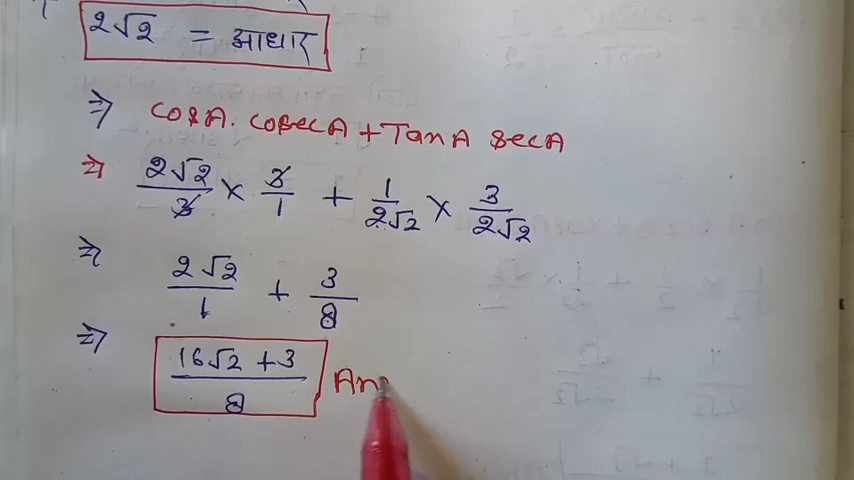 2√2 = आधार
⇒ cosA. cosecA + TanA secA
⇒ 2√2/3 × 3/1 + 1/2√2 × 3/2√2
⇒ 2√2/1 + 3/8
⇒ 16√2 + 3/8 An